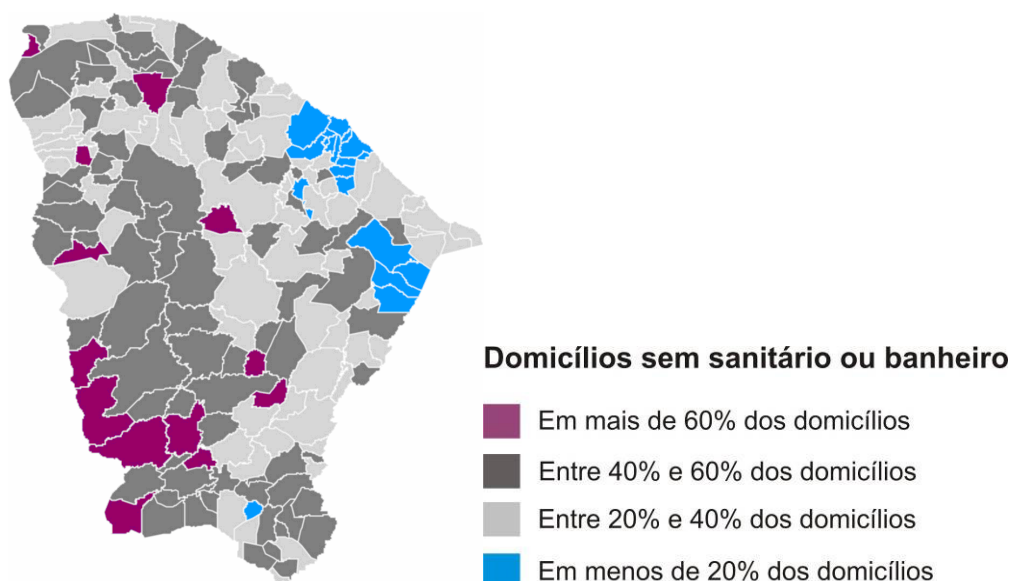 Domicílios sem sanitário ou banheiro
Em mais de 60% dos domicílios
Entre 40% e 60% dos domicílios
Entre 20% e 40% dos domicílios
Em menos de 20% dos domicílios